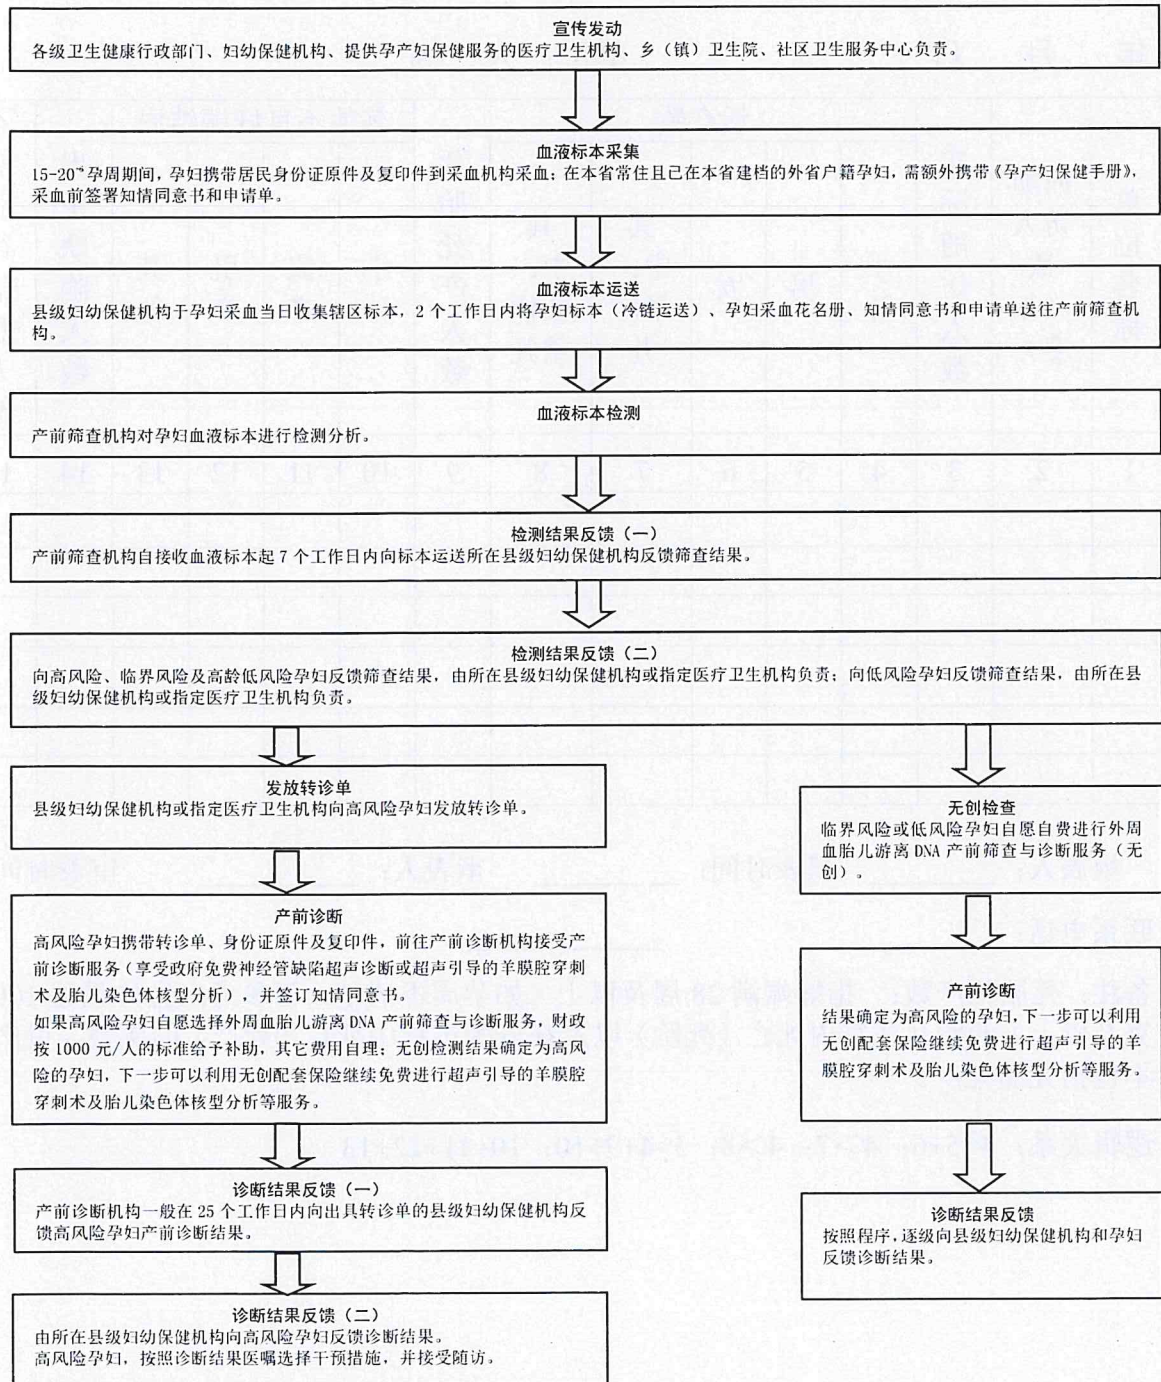 宣传发动
各级卫生健康行政部门、妇幼保健机构、提供孕产妇保健服务的医疗卫生机构、乡（镇）卫生院、社区卫生服务中心负责。
血液标本采集
15-20⁺⁶孕周期间，孕妇携带居民身份证原件及复印件到采血机构采血；在本省常住且已在本省建档的外省户籍孕妇，需额外携带《孕产妇保健手册》，
采血前签署知情同意书和申请单。
血液标本运送
县级妇幼保健机构于孕妇采血当日收集辖区标本，2 个工作日内将孕妇标本（冷链运送）、孕妇采血花名册、知情同意书和申请单送往产前筛查机
构。
血液标本检测
产前筛查机构对孕妇血液标本进行检测分析。
检测结果反馈（一）
产前筛查机构自接收血液标本起 7 个工作日内向标本运送所在县级妇幼保健机构反馈筛查结果。
检测结果反馈（二）
向高风险、临界风险及高龄低风险孕妇反馈筛查结果，由所在县级妇幼保健机构或指定医疗卫生机构负责；向低风险孕妇反馈筛查结果，由所在县
级妇幼保健机构或指定医疗卫生机构负责。
发放转诊单
县级妇幼保健机构或指定医疗卫生机构向高风险孕妇发放转诊单。
产前诊断
高风险孕妇携带转诊单、身份证原件及复印件，前往产前诊断机构接受产
前诊断服务（享受政府免费神经管缺陷超声诊断或超声引导的羊膜腔穿刺
术及胎儿染色体核型分析），并签订知情同意书。
如果高风险孕妇自愿选择外周血胎儿游离 DNA 产前筛查与诊断服务，财政
按 1000 元/人的标准给予补助，其它费用自理；无创检测结果确定为高风
险的孕妇，下一步可以利用无创配套保险继续免费进行超声引导的羊膜腔
穿刺术及胎儿染色体核型分析等服务。
诊断结果反馈（一）
产前诊断机构一般在 25 个工作日内向出具转诊单的县级妇幼保健机构反
馈高风险孕妇产前诊断结果。
诊断结果反馈（二）
由所在县级妇幼保健机构向高风险孕妇反馈诊断结果。
高风险孕妇，按照诊断结果医嘱选择干预措施，并接受随访。
无创检查
临界风险或低风险孕妇自愿自费进行外周
血胎儿游离 DNA 产前筛查与诊断服务（无
创）。
产前诊断
结果确定为高风险的孕妇，下一步可以利用
无创配套保险继续免费进行超声引导的羊
膜腔穿刺术及胎儿染色体核型分析等服务。
诊断结果反馈
按照程序，逐级向县级妇幼保健机构和孕妇
反馈诊断结果。